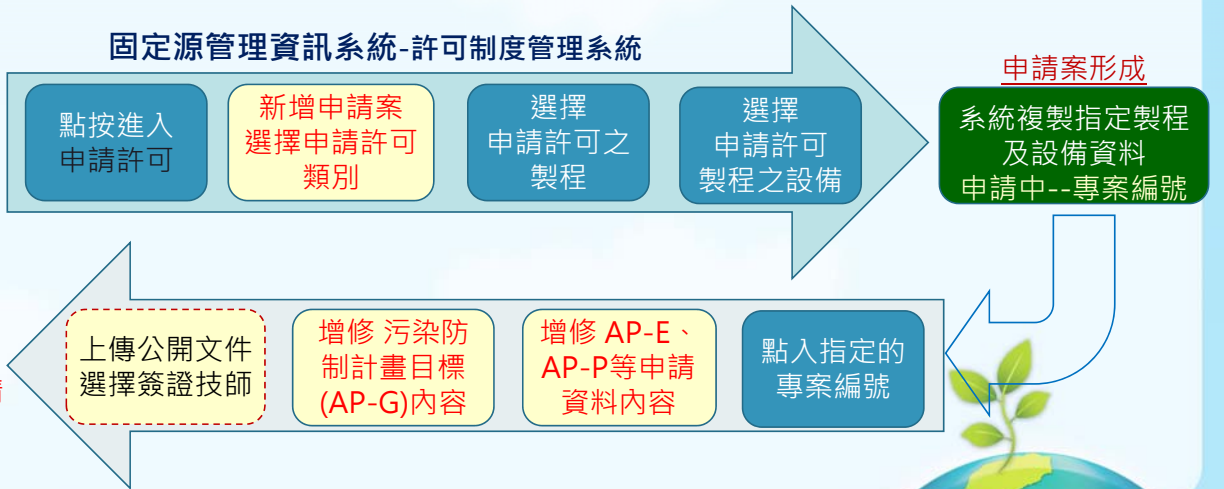 固定源管理資訊系統-許可制度管理系統
點按進入
申請許可
新增申請案
選擇申請許可
類別
選擇
申請許可之
製程
選擇
申請許可
製程之設備
申請案形成
系統複製指定製程
及設備資料
申請中--專案編號
點入指定的
專案編號
增修 AP-E、
AP-P等申請
資料內容
增修 污染防
制計畫目標
(AP-G)內容
上傳公開文件
選擇簽證技師